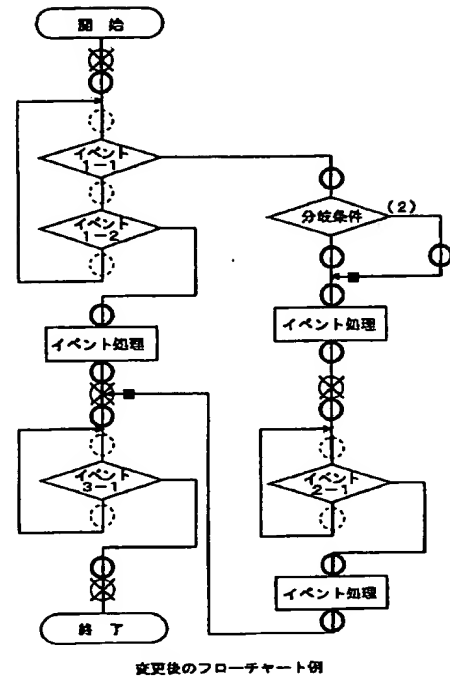 開始
イベント
1-1
イベント
1-2
イベント処理
イベント
3-1
終了
分岐条件
(2)
イベント処理
イベント
2-1
イベント処理
変更後のフローチャート例